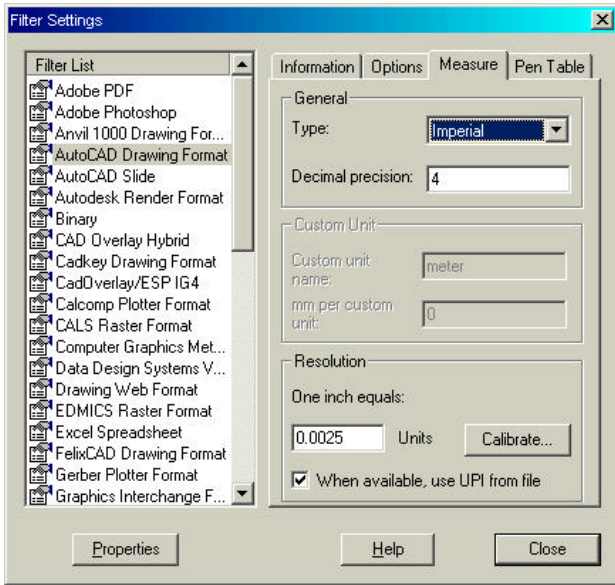 Filter Settings
Filter List
Adobe PDF
Adobe Photoshop
Anvil 1000 Drawing For...
AutoCAD Drawing Format
AutoCAD Slide
Autodesk Render Format
Binary
CAD Overlay Hybrid
Cadkey Drawing Format
CadOverlay/ESP IG4
Calcomp Plotter Format
CALS Raster Format
Computer Graphics Met...
Data Design Systems V...
Drawing Web Format
EDMICS Raster Format
Excel Spreadsheet
FelixCAD Drawing Format
Gerber Plotter Format
Graphics Interchange F...
Information Options Measure Pen Table
General
Type: Imperial
Decimal precision: 4
Custom Unit
Custom unit
name: meter
mm per custom
unit: 0
Resolution
One inch equals:
0.0025 Units Calibrate...
When available, use UPI from file
Properties Help Close